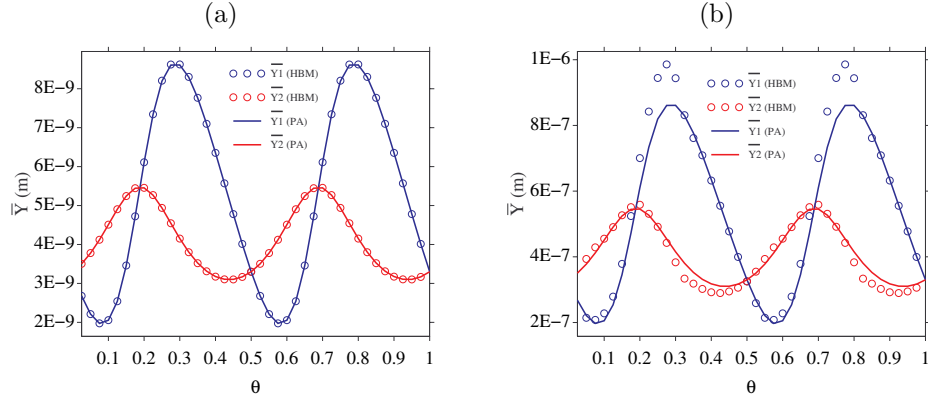 (a)
8E-9
7E-9
6E-9
5E-9
4E-9
3E-9
2E-9
Y̅ (m)
Y1 (HBM)
Y2 (HBM)
Y1 (PA)
Y2 (PA)
0.1 0.2 0.3 0.4 0.5 0.6 0.7 0.8 0.9 1
θ
(b)
1E-6
8E-7
6E-7
4E-7
2E-7
Y̅ (m)
Y1 (HBM)
Y2 (HBM)
Y1 (PA)
Y2 (PA)
0.1 0.2 0.3 0.4 0.5 0.6 0.7 0.8 0.9 1
θ